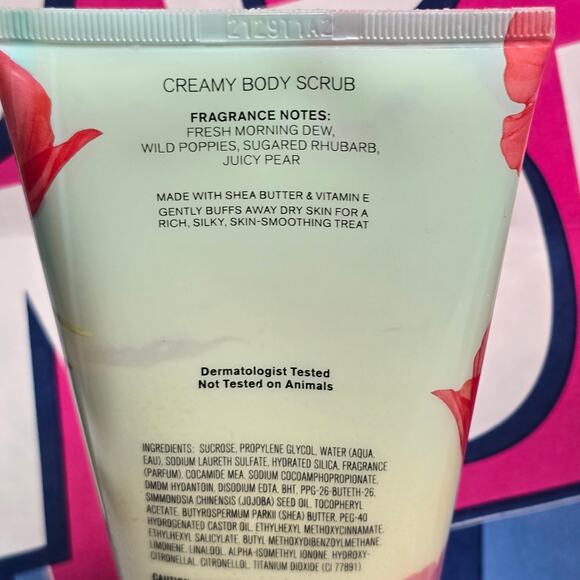 2129T1A2
CREAMY BODY SCRUB
FRAGRANCE NOTES:
FRESH MORNING DEW,
WILD POPPIES, SUGARED RHUBARB,
JUICY PEAR
MADE WITH SHEA BUTTER & VITAMIN E
GENTLY BUFFS AWAY DRY SKIN FOR A
RICH, SILKY, SKIN-SMOOTHING TREAT
Dermatologist Tested
Not Tested on Animals
INGREDIENTS: SUCROSE, PROPYLENE GLYCOL, WATER (AQUA,
EAU), SODIUM LAURETH SULFATE, HYDRATED SILICA, FRAGRANCE
(PARFUM), COCAMIDE MEA, SODIUM COCOAMPHOPROPIONATE,
DMDM HYDANTOIN, DISODIUM EDTA, BHT, PPG-26-BUTETH-26,
SIMMONDSIA CHINENSIS (JOJOBA) SEED OIL, TOCOPHERYL
ACETATE, BUTYROSPERMUM PARKII (SHEA) BUTTER, PEG-40
HYDROGENATED CASTOR OIL, ETHYLHEXYL METHOXYCINNAMATE,
ETHYLHEXYL SALICYLATE, BUTYL METHOXYDIBENZOYLMETHANE,
LIMONENE, LINALOOL, ALPHA-ISOMETHYL IONONE, HYDROXY-
CITRONELLAL, CITRONELLOL, TITANIUM DIOXIDE (CI 77891)